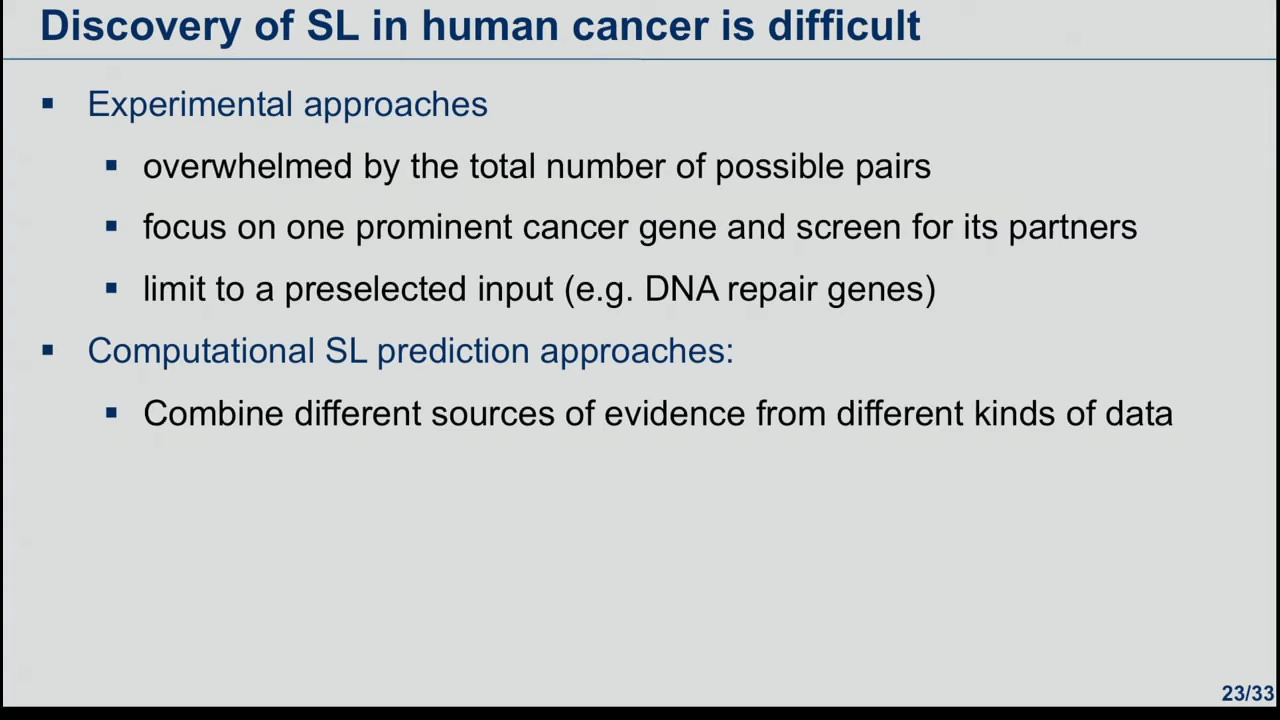 Discovery of SL in human cancer is difficult
▪ Experimental approaches
▪ overwhelmed by the total number of possible pairs
▪ focus on one prominent cancer gene and screen for its partners
▪ limit to a preselected input (e.g. DNA repair genes)
▪ Computational SL prediction approaches:
▪ Combine different sources of evidence from different kinds of data
23/33